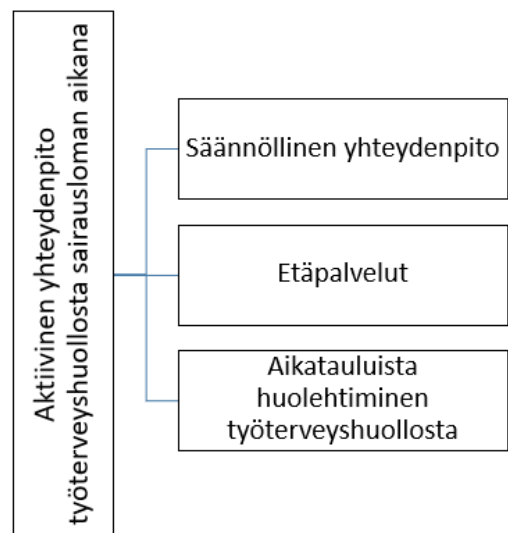 Aktiivinen yhteydenpito
työterveyshuollosta sairausloman aikana
Säännöllinen yhteydenpito
Etäpalvelut
Aikatauluista
huolehtiminen
työterveyshuollosta